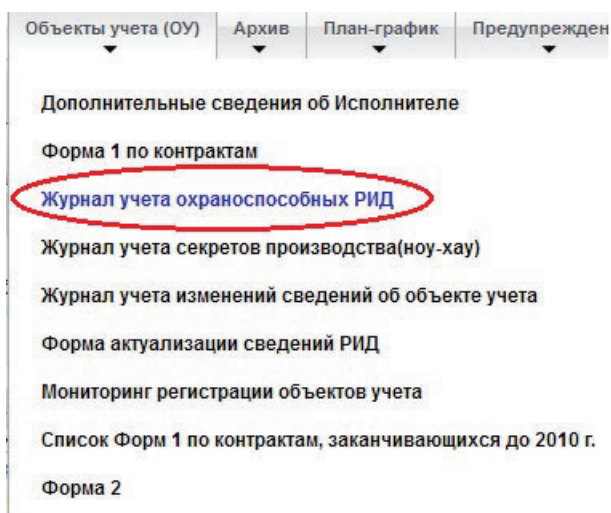 Объекты учета (ОУ) Архив План-график Предупрежден
Дополнительные сведения об Исполнителе
Форма 1 по контрактам
Журнал учета охраноспособных РИД
Журнал учета секретов производства(ноу-хау)
Журнал учета изменений сведений об объекте учета
Форма актуализации сведений РИД
Мониторинг регистрации объектов учета
Список Форм 1 по контрактам, заканчивающихся до 2010 г.
Форма 2